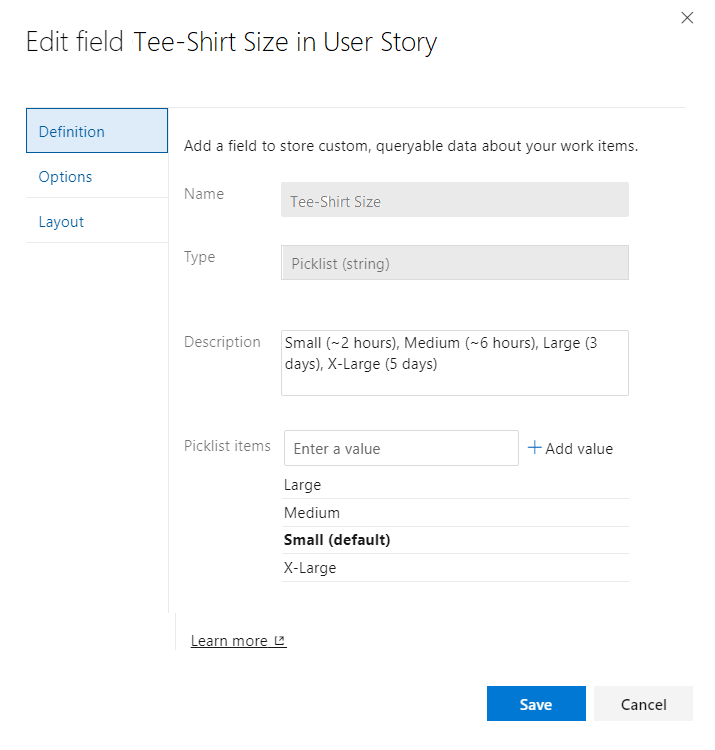 Edit field Tee-Shirt Size in User Story
Definition
Options
Layout
Add a field to store custom, queryable data about your work items.
Name
Tee-Shirt Size
Type
Picklist (string)
Description
Small (~2 hours), Medium (~6 hours), Large (3
days), X-Large (5 days)
Picklist items
Enter a value
Add value
Large
Medium
Small (default)
X-Large
Learn more
Save
Cancel